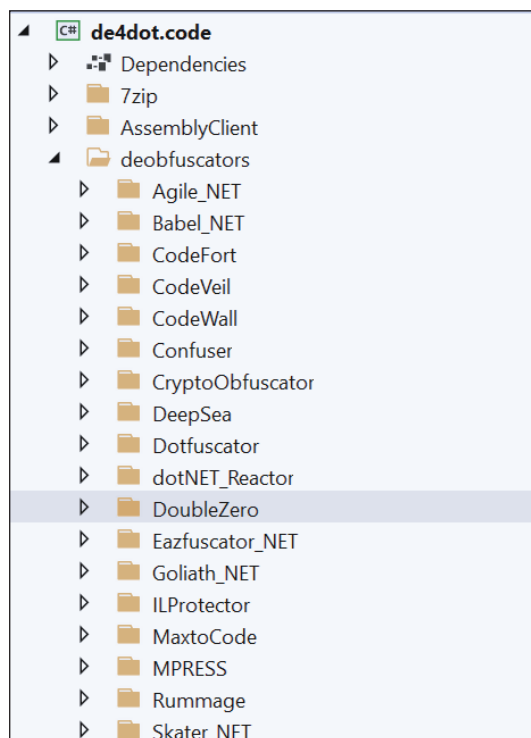 C# de4dot.code
Dependencies
7zip
AssemblyClient
deobfuscators
Agile_NET
Babel_NET
CodeFort
CodeVeil
CodeWall
Confuser
CryptoObfuscator
DeepSea
Dotfuscator
dotNET_Reactor
DoubleZero
Eazfuscator_NET
Goliath_NET
ILProtector
MaxtoCode
MPRESS
Rummage
Skater_NET